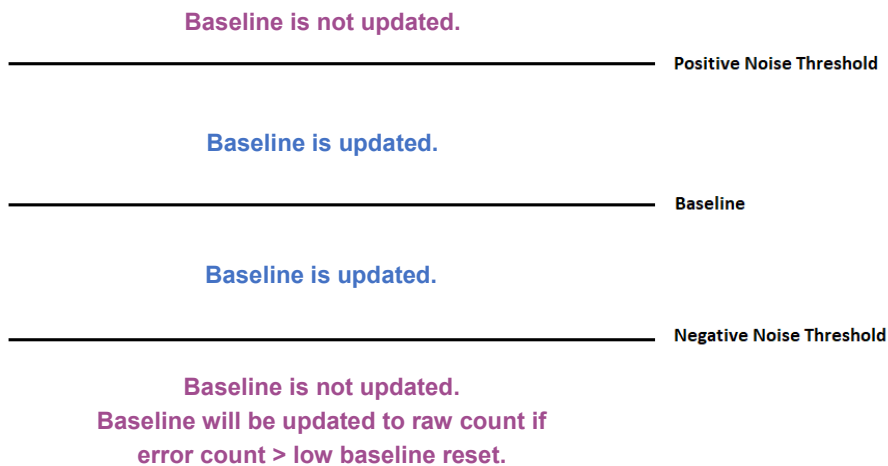 Baseline is not updated.
Positive Noise Threshold
Baseline is updated.
Baseline
Baseline is updated.
Negative Noise Threshold
Baseline is not updated.
Baseline will be updated to raw count if
error count > low baseline reset.